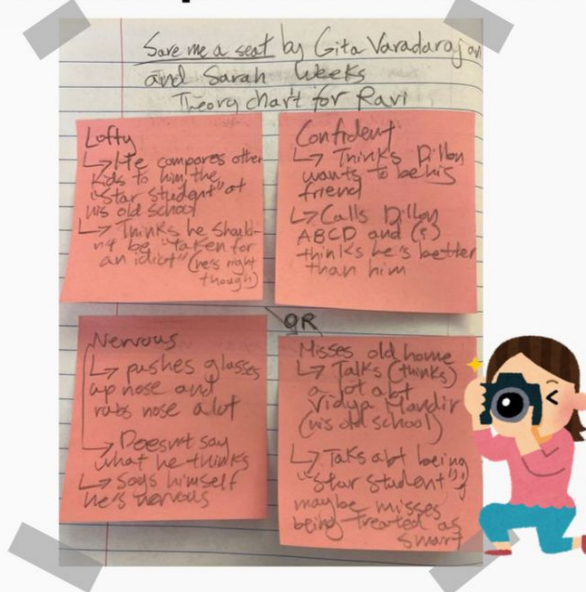 Save me a seat by Gita Varadarajan
and Sarah Weeks
Theory chart for Ravi
Lofty
↳ He compares other
kids to him, the
"star student" at
his old school
↳ Thinks he should-
n't be "taken for
an idiot" (he's right
though)
Confident
↳ Thinks Dillon
wants to be his
friend
↳ Calls Dillon
ABCD and (?)
thinks he is better
than him
OR
Nervous
↳ pushes glasses
up nose and
rubs nose a lot
↳ Doesn't say
what he thinks
↳ Says himself
he is nervous
Misses old home
↳ Talks (thinks)
a lot abt
Vidya Mandir
(his old school)
↳ Talks abt being
"star student",
maybe misses
being treated as
smart